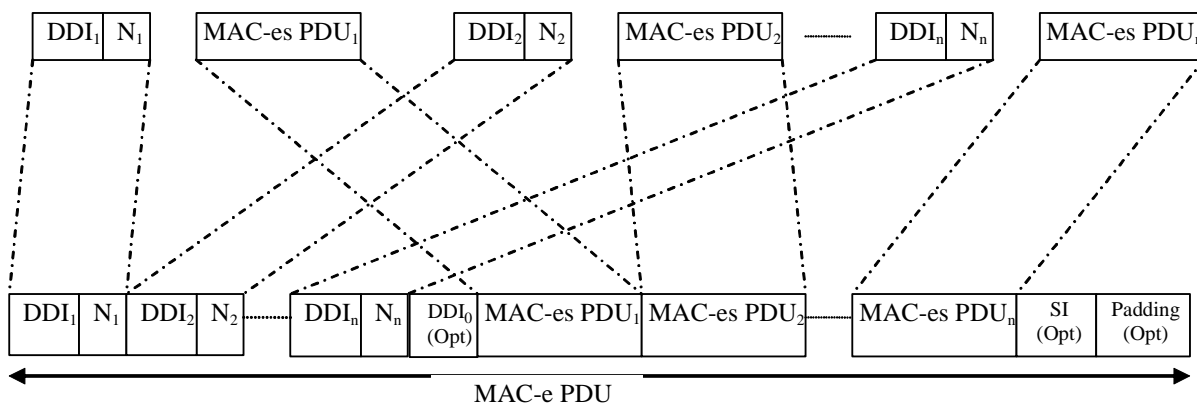 DDI₁ N₁ MAC-es PDU₁ DDI₂ N₂ MAC-es PDU₂ DDIₙ Nₙ MAC-es PDUₙ
DDI₁ N₁ DDI₂ N₂ DDIₙ Nₙ DDI₀ (Opt) MAC-es PDU₁ MAC-es PDU₂ MAC-es PDUₙ SI (Opt) Padding (Opt)
MAC-e PDU